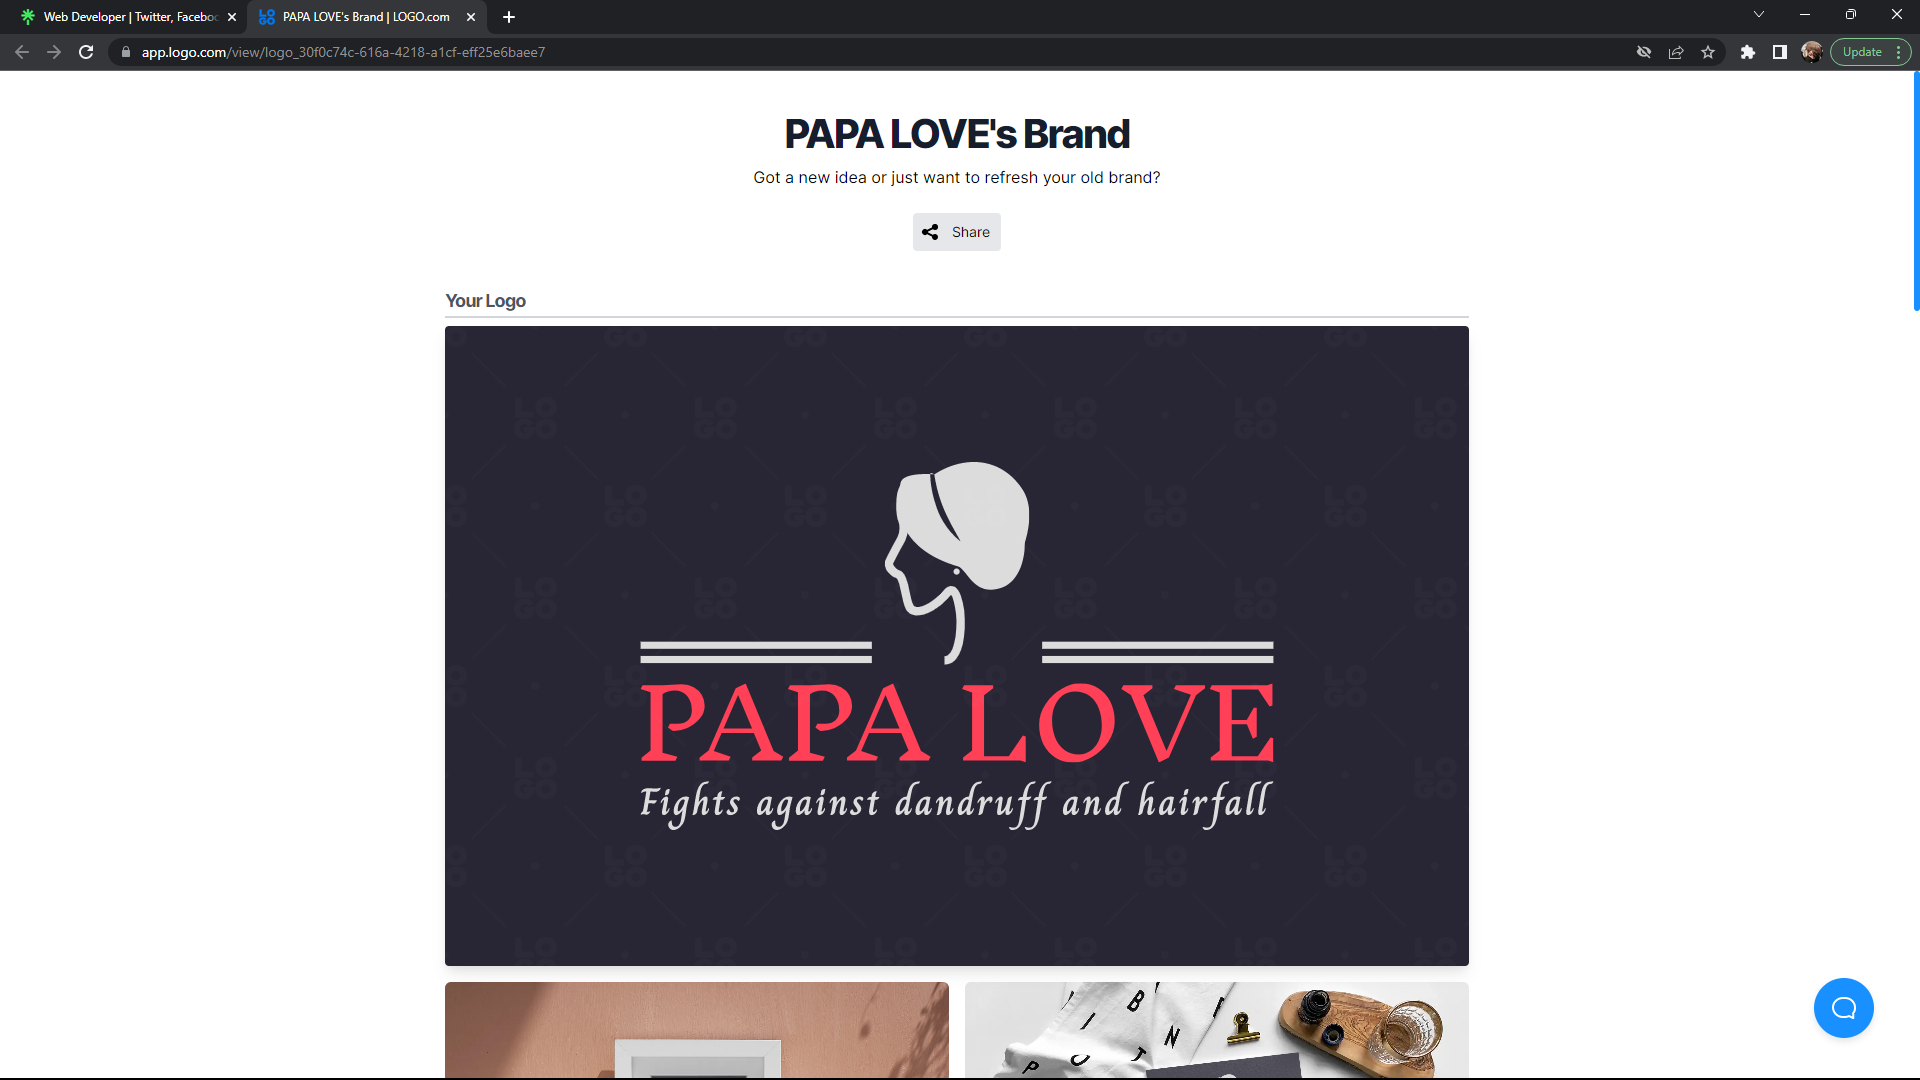 Web Developer | Twitter, Faceboo
PAPA LOVE's Brand | LOGO.com
app.logo.com/view/logo_30f0c74c-616a-4218-a1cf-eff25e6baee7
Update
PAPA LOVE's Brand
Got a new idea or just want to refresh your old brand?
Share
Your Logo
PAPA LOVE
Fights against dandruff and hairfall